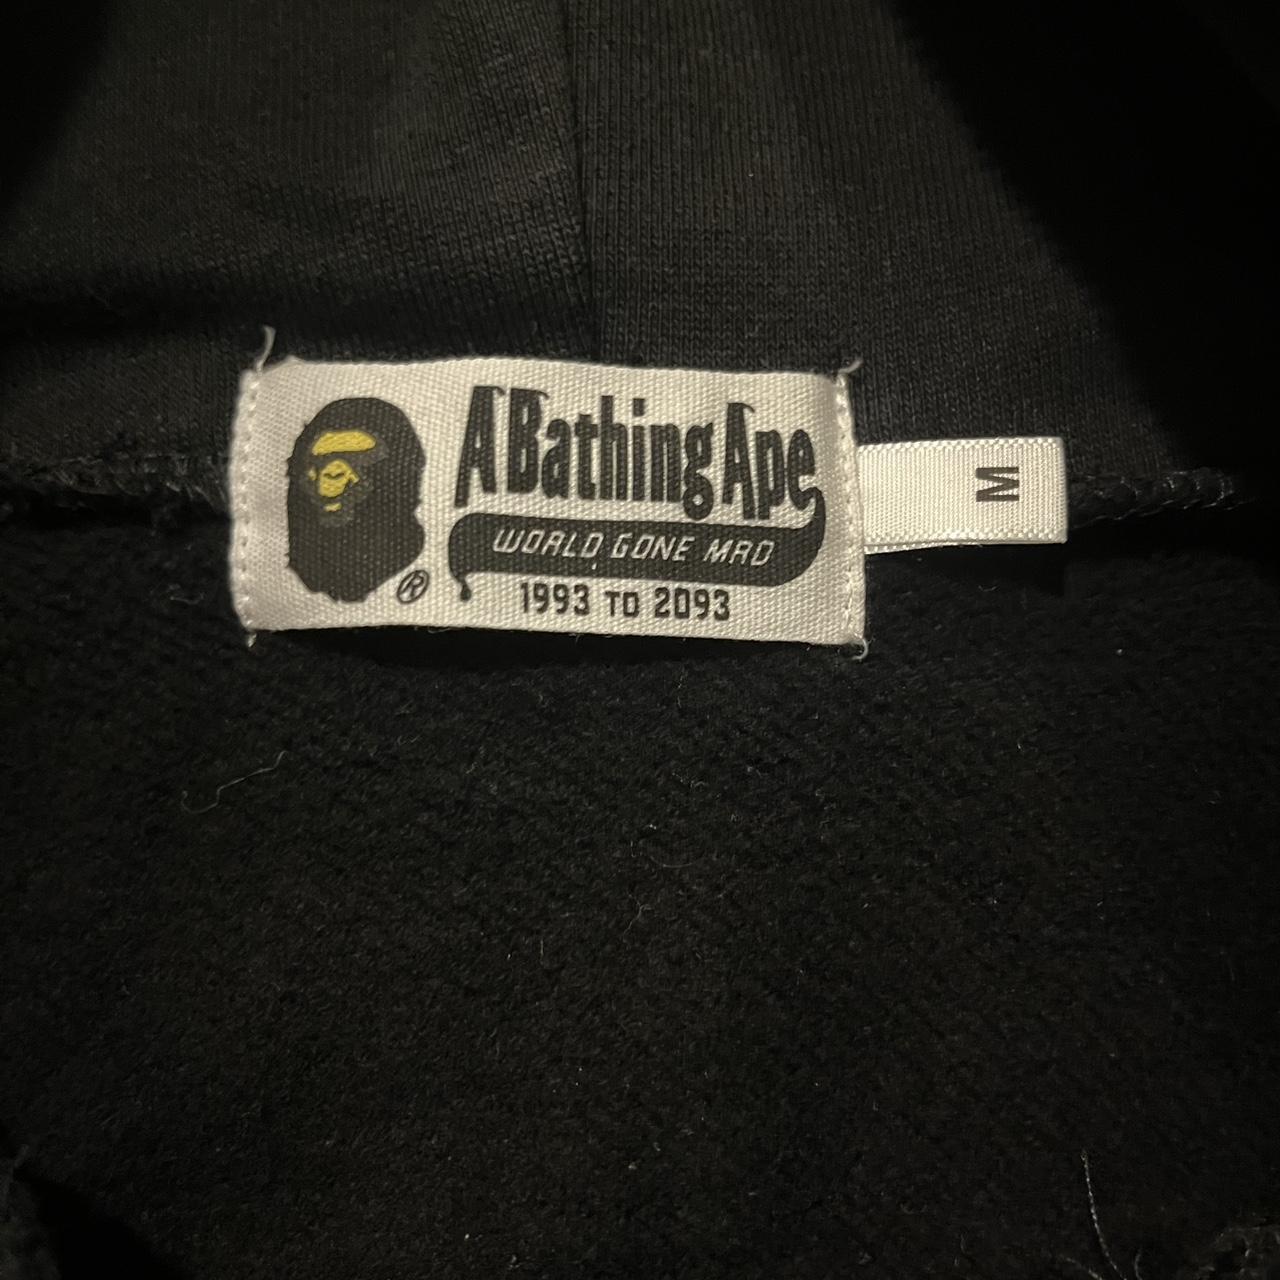 A Bathing Ape
WORLD GONE MAD
1993 TO 2093
®
M